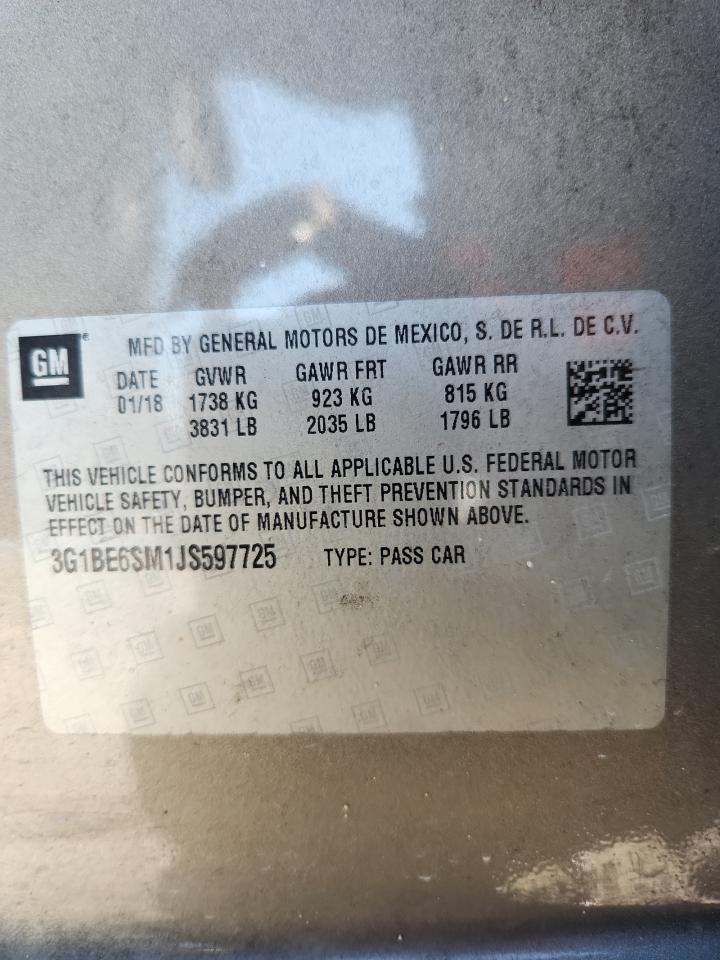 GM
MFD BY GENERAL MOTORS DE MEXICO, S. DE R.L. DE C.V.
DATE GVWR GAWR FRT GAWR RR
01/18 1738 KG 923 KG 815 KG
3831 LB 2035 LB 1796 LB
THIS VEHICLE CONFORMS TO ALL APPLICABLE U.S. FEDERAL MOTOR
VEHICLE SAFETY, BUMPER, AND THEFT PREVENTION STANDARDS IN
EFFECT ON THE DATE OF MANUFACTURE SHOWN ABOVE.
3G1BE6SM1JS597725 TYPE: PASS CAR